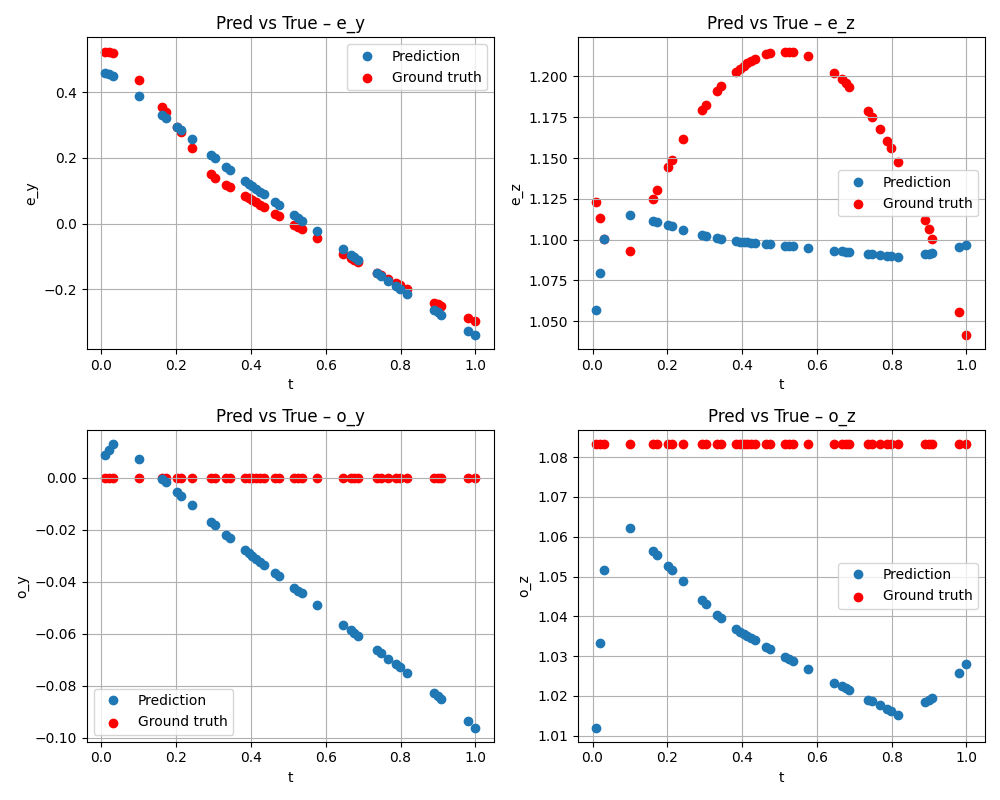 Pred vs True – e_y
e_y
0.4
0.2
0.0
−0.2
Prediction
Ground truth
0.0 0.2 0.4 0.6 0.8 1.0
t
Pred vs True – e_z
e_z
1.200
1.175
1.150
1.125
1.100
1.075
1.050
Prediction
Ground truth
0.0 0.2 0.4 0.6 0.8 1.0
t
Pred vs True – o_y
o_y
0.00
−0.02
−0.04
−0.06
−0.08
−0.10
Prediction
Ground truth
0.0 0.2 0.4 0.6 0.8 1.0
t
Pred vs True – o_z
o_z
1.08
1.07
1.06
1.05
1.04
1.03
1.02
1.01
Prediction
Ground truth
0.0 0.2 0.4 0.6 0.8 1.0
t